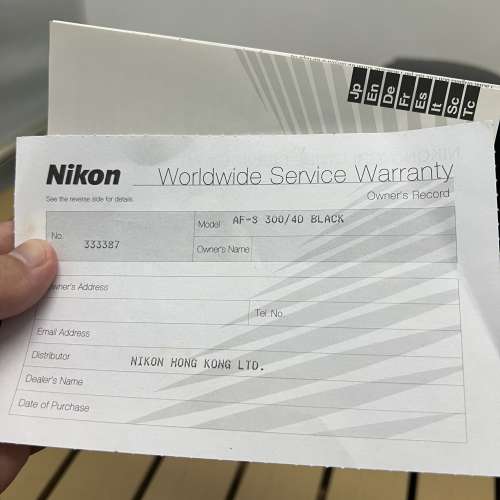 Jp
En
De
Fr
Es
It
Sc
Tc
Nikon Worldwide Service Warranty
See the reverse side for details.
Owner's Record
No. 333387
Model AF-S 300/4D BLACK
Owner's Name
wner's Address
Tel.No.
Email Address
Distributor NIKON HONG KONG LTD.
Dealer's Name
Date of Purchase